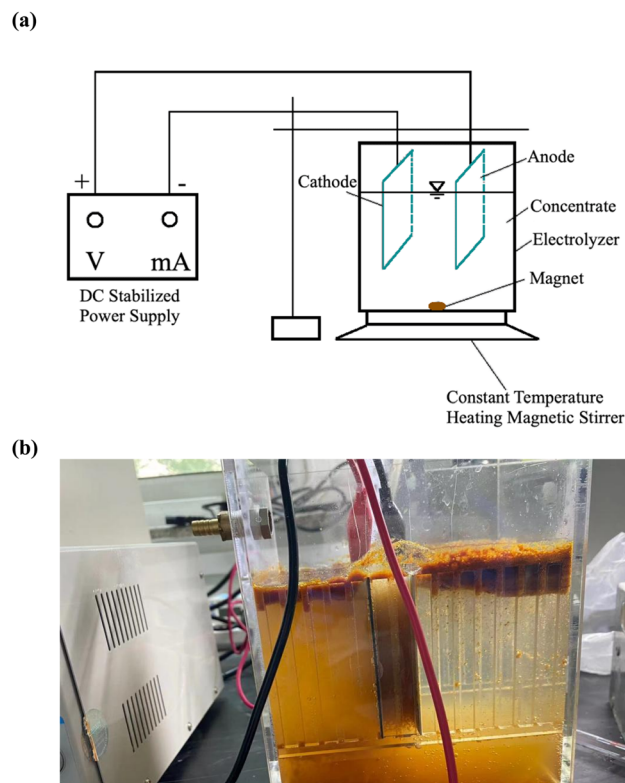 (a)
+
-
V
mA
DC Stabilized
Power Supply
Cathode
Anode
Concentrate
Electrolyzer
Magnet
Constant Temperature
Heating Magnetic Stirrer
(b)